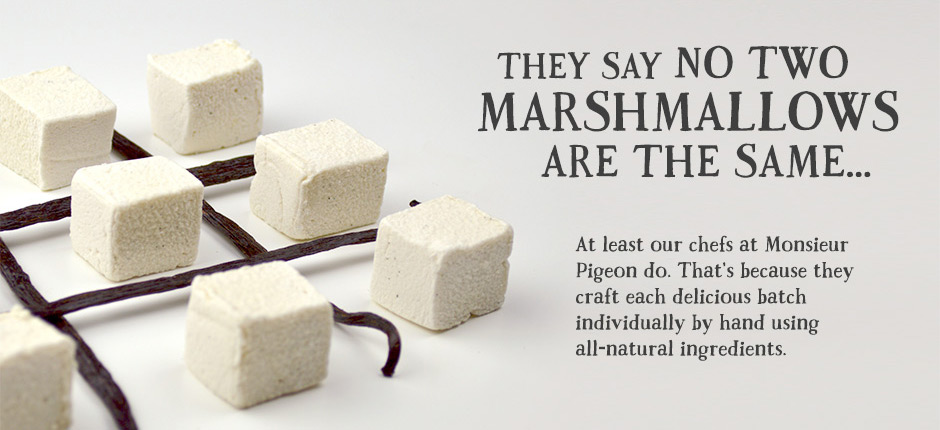 THEY SAY NO TWO
MARSHMALLOWS
ARE THE SAME...
At least our chefs at Monsieur
Pigeon do. That's because they
craft each delicious batch
individually by hand using
all-natural ingredients.